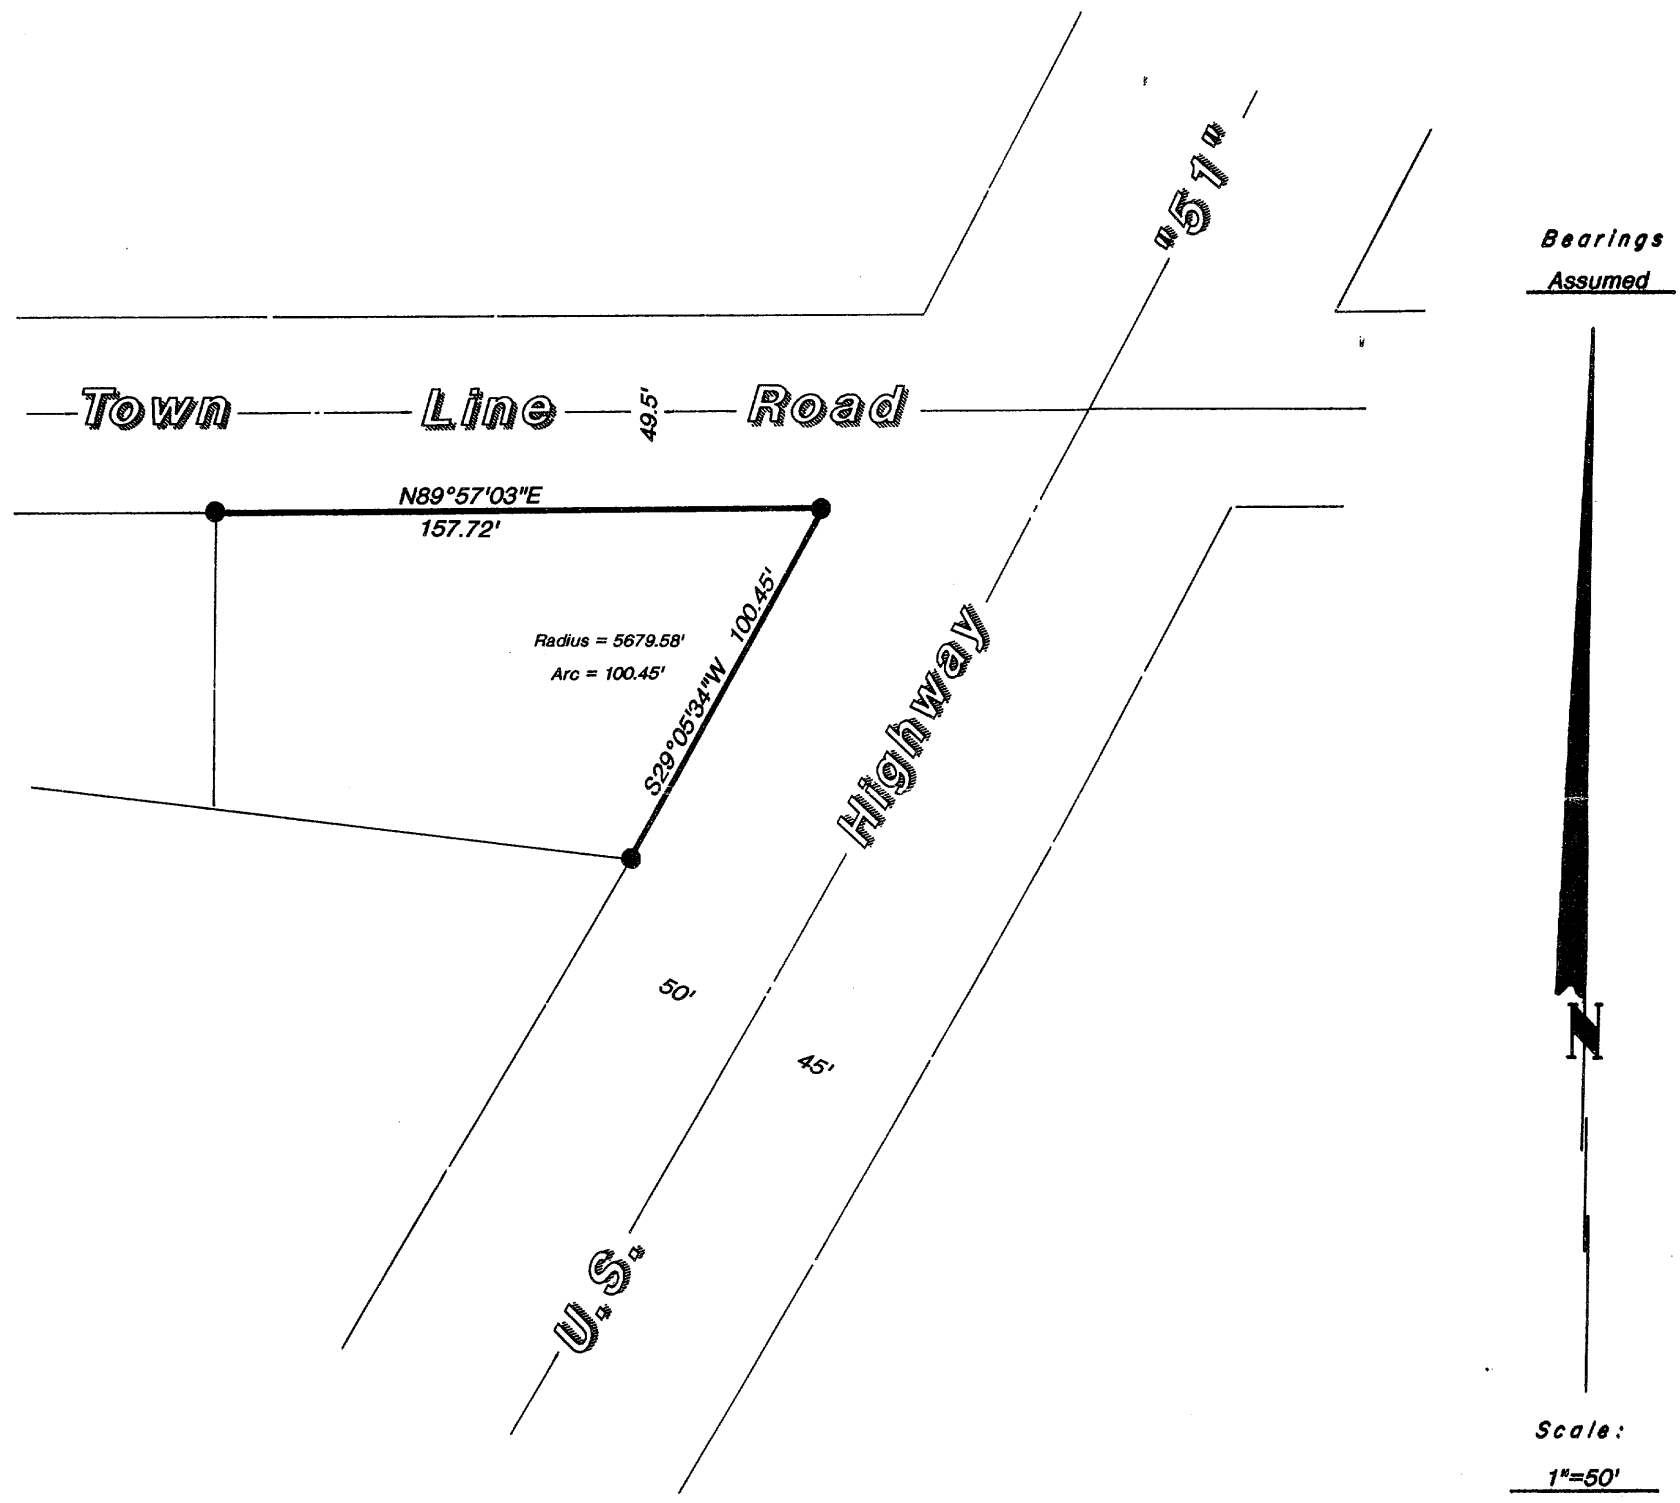 "51"
Bearings
Assumed
Town Line Road
49.5'
N89°57'03"E
157.72'
S29°05'34"W 100.45'
Radius = 5679.58'
Arc = 100.45'
Highway
50'
45'
N
U.S.
Scale:
1"=50'